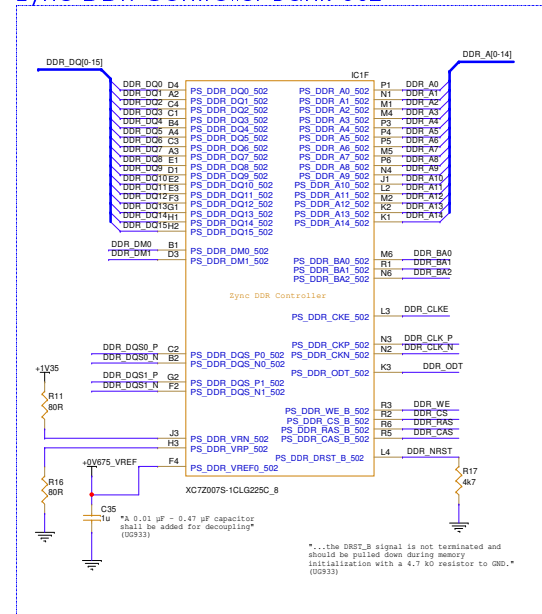 DDR_DQ[0-15]
DDR_A[0-14]
IC1F
DDR_DQ0 D4 PS_DDR_DQ0_502
DDR_DQ1 A2 PS_DDR_DQ1_502
DDR_DQ2 C4 PS_DDR_DQ2_502
DDR_DQ3 C1 PS_DDR_DQ3_502
DDR_DQ4 B4 PS_DDR_DQ4_502
DDR_DQ5 A4 PS_DDR_DQ5_502
DDR_DQ6 C3 PS_DDR_DQ6_502
DDR_DQ7 A3 PS_DDR_DQ7_502
DDR_DQ8 E1 PS_DDR_DQ8_502
DDR_DQ9 D1 PS_DDR_DQ9_502
DDR_DQ10 E2 PS_DDR_DQ10_502
DDR_DQ11 E3 PS_DDR_DQ11_502
DDR_DQ12 F3 PS_DDR_DQ12_502
DDR_DQ13 G1 PS_DDR_DQ13_502
DDR_DQ14 H1 PS_DDR_DQ14_502
DDR_DQ15 H2 PS_DDR_DQ15_502
PS_DDR_A0_502 P1 DDR_A0
PS_DDR_A1_502 N1 DDR_A1
PS_DDR_A2_502 M1 DDR_A2
PS_DDR_A3_502 M4 DDR_A3
PS_DDR_A4_502 P3 DDR_A4
PS_DDR_A5_502 P4 DDR_A5
PS_DDR_A6_502 P5 DDR_A6
PS_DDR_A7_502 M5 DDR_A7
PS_DDR_A8_502 P6 DDR_A8
PS_DDR_A9_502 N4 DDR_A9
PS_DDR_A10_502 J1 DDR_A10
PS_DDR_A11_502 L2 DDR_A11
PS_DDR_A12_502 M2 DDR_A12
PS_DDR_A13_502 K2 DDR_A13
PS_DDR_A14_502 K1 DDR_A14
DDR_DM0 B1 PS_DDR_DM0_502
DDR_DM1 D3 PS_DDR_DM1_502
PS_DDR_BA0_502 M6 DDR_BA0
PS_DDR_BA1_502 R1 DDR_BA1
PS_DDR_BA2_502 N6 DDR_BA2
Zync DDR Controller
PS_DDR_CKE_502 L3 DDR_CLKE
PS_DDR_CKP_502 N3 DDR_CLK_P
PS_DDR_CKN_502 N2 DDR_CLK_N
PS_DDR_ODT_502 K3 DDR_ODT
DDR_DQS0_P C2 PS_DDR_DQS_P0_502
DDR_DQS0_N B2 PS_DDR_DQS_N0_502
DDR_DQS1_P G2 PS_DDR_DQS_P1_502
DDR_DQS1_N F2 PS_DDR_DQS_N1_502
PS_DDR_WE_B_502 R3 DDR_WE
PS_DDR_CS_B_502 R2 DDR_CS
PS_DDR_RAS_B_502 R6 DDR_RAS
PS_DDR_CAS_B_502 R5 DDR_CAS
+1V35
R11
80R
J3 PS_DDR_VRN_502
H3 PS_DDR_VRP_502
+0V675_VREF F4 PS_DDR_VREF0_502
PS_DDR_DRST_B_502 L4 DDR_NRST
R16
80R
R17
4k7
XC7Z007S-1CLG225C_8
C35
1u
"A 0.01 µF - 0.47 µF capacitor
shall be added for decoupling"
(UG933)
"...the DRST_B signal is not terminated and
should be pulled down during memory
initialization with a 4.7 kO resistor to GND."
(UG933)